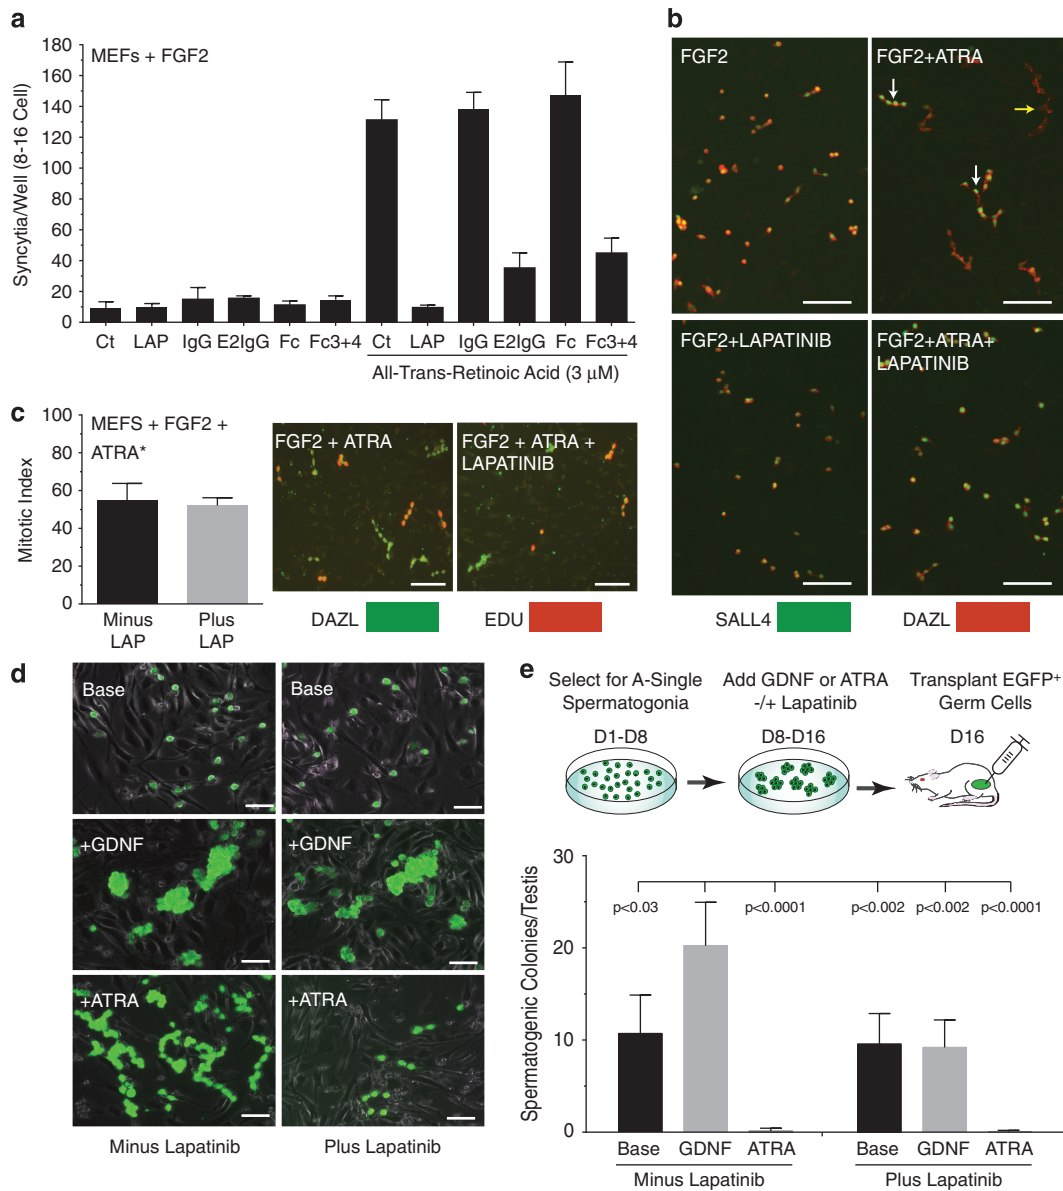 a
MEFs + FGF2
Syncytia/Well (8-16 Cell)
180
160
140
120
100
80
60
40
20
0
Ct LAP IgG E2IgG Fc Fc3+4 Ct LAP IgG E2IgG Fc Fc3+4
All-Trans-Retinoic Acid (3 μM)
b
FGF2
FGF2+ATRA
FGF2+LAPATINIB
FGF2+ATRA+
LAPATINIB
SALL4
DAZL
c
MEFS + FGF2 +
ATRA*
Mitotic Index
100
80
60
40
20
0
Minus
LAP
Plus
LAP
FGF2 + ATRA
FGF2 + ATRA +
LAPATINIB
DAZL
EDU
d
Base
Base
+GDNF
+GDNF
+ATRA
+ATRA
Minus Lapatinib
Plus Lapatinib
e
Select for A-Single
Spermatogonia
Add GDNF or ATRA
-/+ Lapatinib
Transplant EGFP+
Germ Cells
D1-D8
D8-D16
D16
Spermatogenic Colonies/Testis
30
20
10
0
p<0.03
p<0.0001
p<0.002
p<0.002
p<0.0001
Base GDNF ATRA Base GDNF ATRA
Minus Lapatinib
Plus Lapatinib